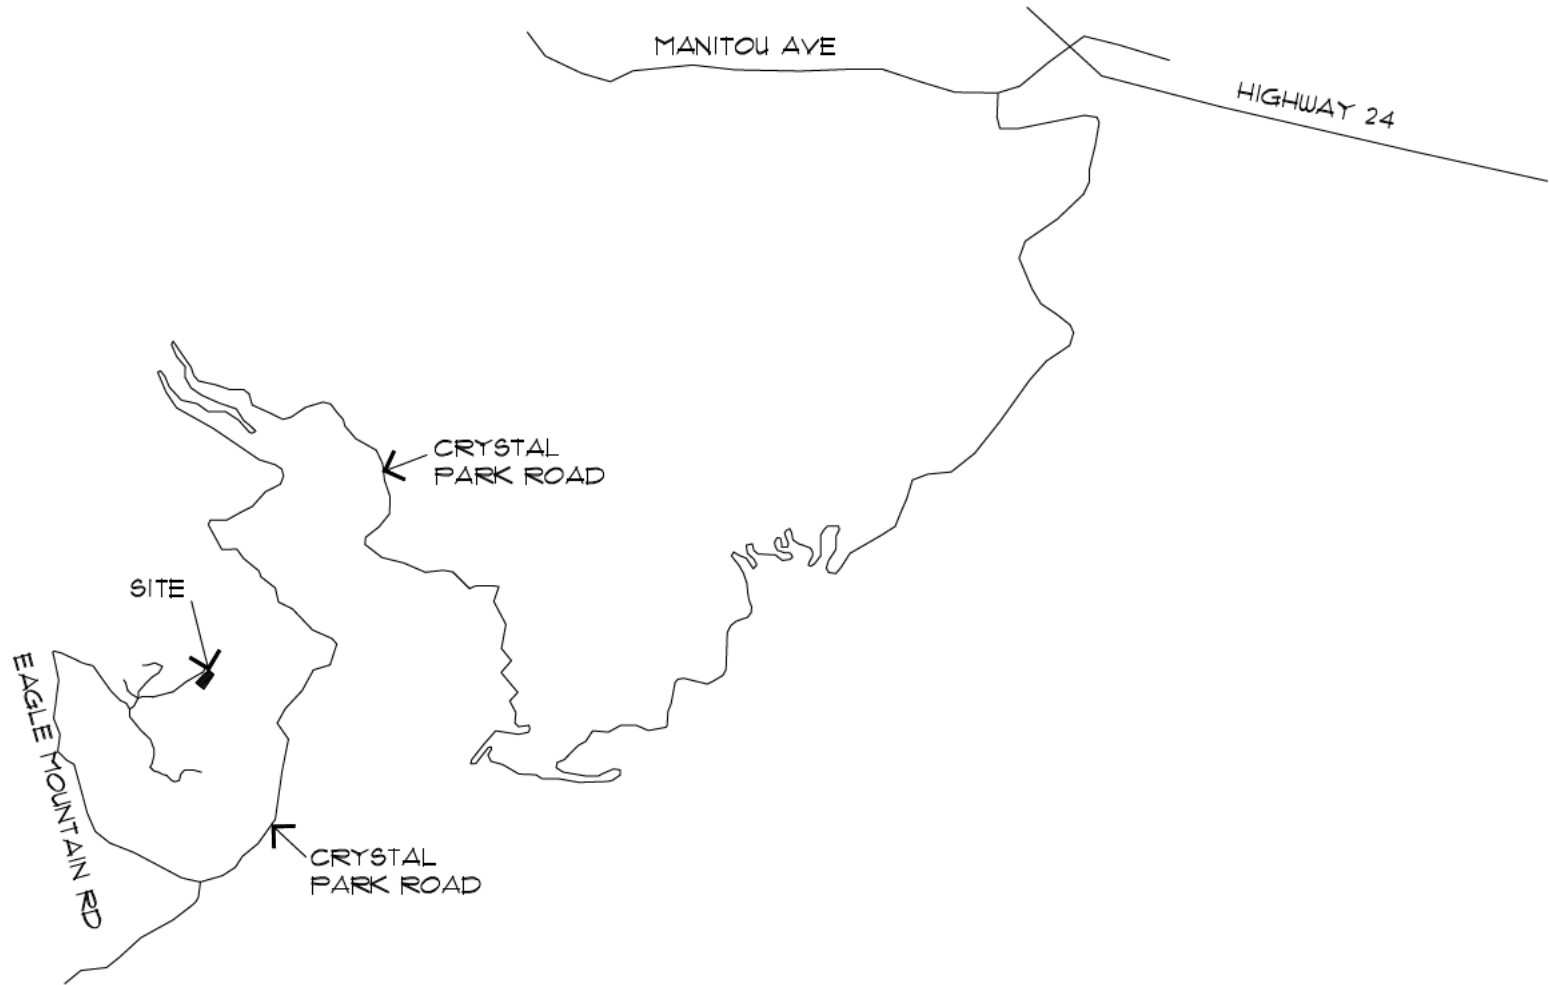 MANITOU AVE
HIGHWAY 24
CRYSTAL
PARK ROAD
SITE
EAGLE MOUNTAIN RD
CRYSTAL
PARK ROAD